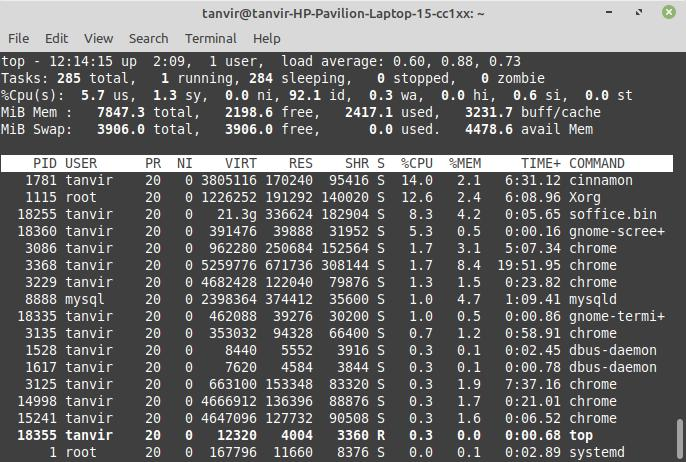 tanvir@tanvir-HP-Pavilion-Laptop-15-cc1xx: ~
File Edit View Search Terminal Help
top - 12:14:15 up  2:09,  1 user,  load average: 0.60, 0.88, 0.73
Tasks: 285 total,   1 running, 284 sleeping,   0 stopped,   0 zombie
%Cpu(s):  5.7 us,  1.3 sy,  0.0 ni, 92.1 id,  0.3 wa,  0.0 hi,  0.6 si,  0.0 st
MiB Mem :   7847.3 total,   2198.6 free,   2417.1 used,   3231.7 buff/cache
MiB Swap:   3906.0 total,   3906.0 free,      0.0 used.   4478.6 avail Mem
PID USER      PR  NI    VIRT    RES    SHR S  %CPU  %MEM     TIME+ COMMAND
1781 tanvir    20   0 3805116 170240  95416 S  14.0   2.1   6:31.12 cinnamon
1115 root      20   0 1226252 191292 140020 S  12.6   2.4   6:08.96 Xorg
18255 tanvir    20   0   21.3g 336624 182904 S   8.3   4.2   0:05.65 soffice.bin
18360 tanvir    20   0  391476  39888  31952 S   5.3   0.5   0:00.16 gnome-scree+
3086 tanvir    20   0  962280 250684 152564 S   1.7   3.1   5:07.34 chrome
3368 tanvir    20   0 5259776 671736 308144 S   1.7   8.4  19:51.95 chrome
3229 tanvir    20   0 4682428 122040  79876 S   1.3   1.5   0:23.82 chrome
8888 mysql     20   0 2398364 374412  35600 S   1.0   4.7   1:09.41 mysqld
18335 tanvir    20   0  462088  39276  30200 S   1.0   0.5   0:00.86 gnome-termi+
3135 tanvir    20   0  353032  94328  66400 S   0.7   1.2   0:58.91 chrome
1528 tanvir    20   0    8440   5552   3916 S   0.3   0.1   0:02.45 dbus-daemon
1617 tanvir    20   0    7620   4584   3844 S   0.3   0.1   0:00.78 dbus-daemon
3125 tanvir    20   0  663100 153348  83320 S   0.3   1.9   7:37.16 chrome
14998 tanvir    20   0 4666912 136396  88876 S   0.3   1.7   0:21.01 chrome
15241 tanvir    20   0 4647096 127732  90508 S   0.3   1.6   0:06.52 chrome
18355 tanvir    20   0   12320   4004   3360 R   0.3   0.0   0:00.68 top
1 root      20   0  167796  11660   8376 S   0.0   0.1   0:02.89 systemd